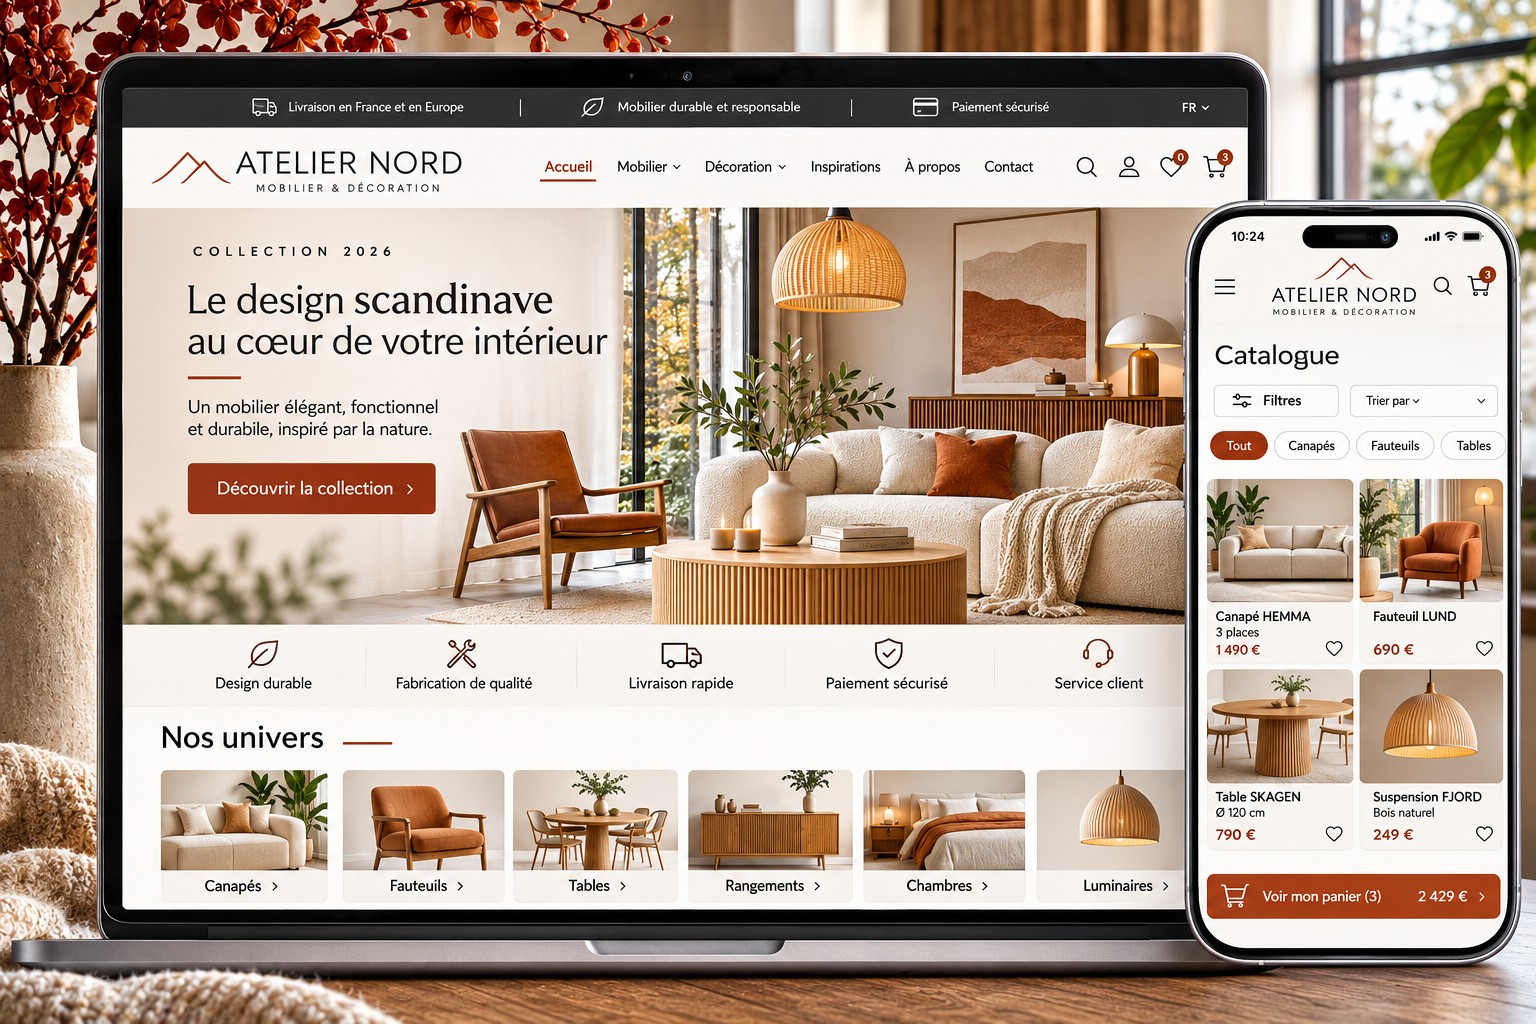 Livraison en France et en Europe
Mobilier durable et responsable
Paiement sécurisé
FR
ATELIER NORD
MOBILIER & DÉCORATION
Accueil
Mobilier
Décoration
Inspirations
À propos
Contact
0
3
COLLECTION 2026
Le design scandinave
au cœur de votre intérieur
Un mobilier élégant, fonctionnel
et durabile, inspiré par la nature.
Découvrir la collection
Design durable
Fabrication de qualité
Livraison rapide
Paiement sécurisé
Service client
Nos univers
Canapés
Fauteuils
Tables
Rangements
Chambres
Luminaires
10:24
ATELIER NORD
MOBILIER & DÉCORATION
3
Catalogue
Filtres
Trier par
Tout
Canapés
Fauteuils
Tables
Canapé HEMMA
3 places
1 490 €
Fauteuil LUND
690 €
Table SKAGEN
Ø 120 cm
790 €
Suspension FJORD
Bois naturel
249 €
Voir mon panier (3)
2 429 €